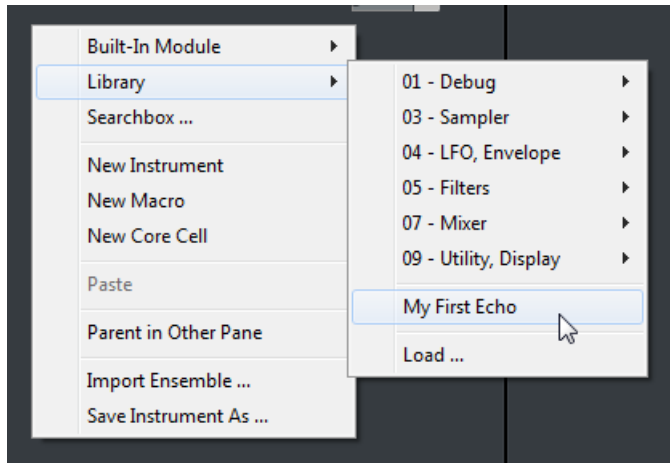 Built-In Module
Library
Searchbox ...
New Instrument
New Macro
New Core Cell
Paste
Parent in Other Pane
Import Ensemble ...
Save Instrument As ...
01 - Debug
03 - Sampler
04 - LFO, Envelope
05 - Filters
07 - Mixer
09 - Utility, Display
My First Echo
Load ...